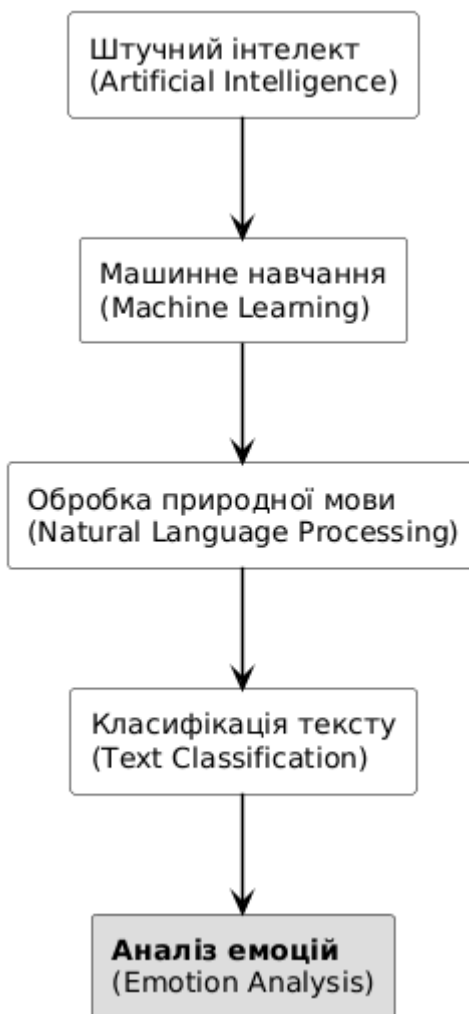 Штучний інтелект
(Artificial Intelligence)
Машинне навчання
(Machine Learning)
Обробка природної мови
(Natural Language Processing)
Класифікація тексту
(Text Classification)
Аналіз емоцій
(Emotion Analysis)